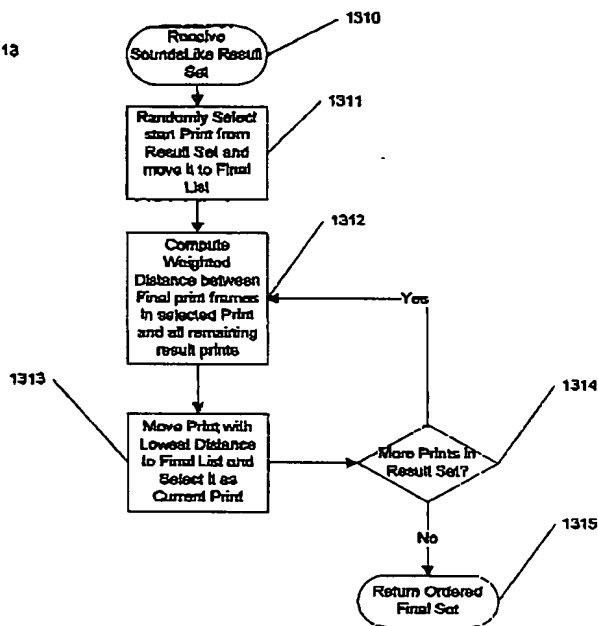 13
1310
Receive
SoundsLike Result
Set
1311
Randomly Select
start Print from
Result Set and
move it to Final
List
1312
Compute
Weighted
Distance between
Final print frames
in selected Print
and all remaining
result prints
Yes
1313
Move Print with
Lowest Distance
to Final List and
Select it as
Current Print
1314
More Prints in
Result Set?
No
1315
Return Ordered
Final Set